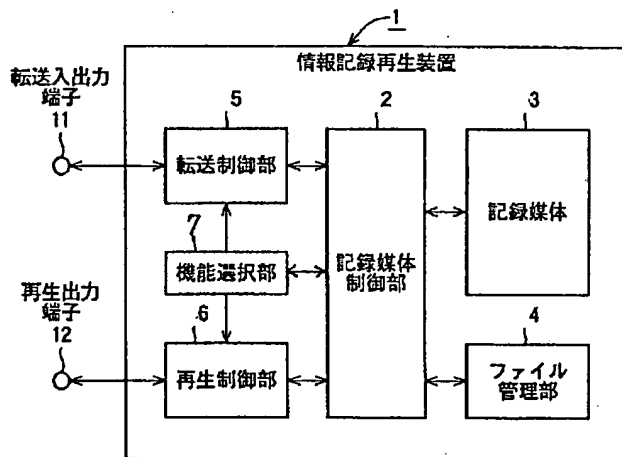 1
情報記録再生装置
転送入出力
端子
11
5
転送制御部
2
記録媒体
制御部
3
記録媒体
7
機能選択部
再生出力
端子
12
6
再生制御部
4
ファイル
管理部